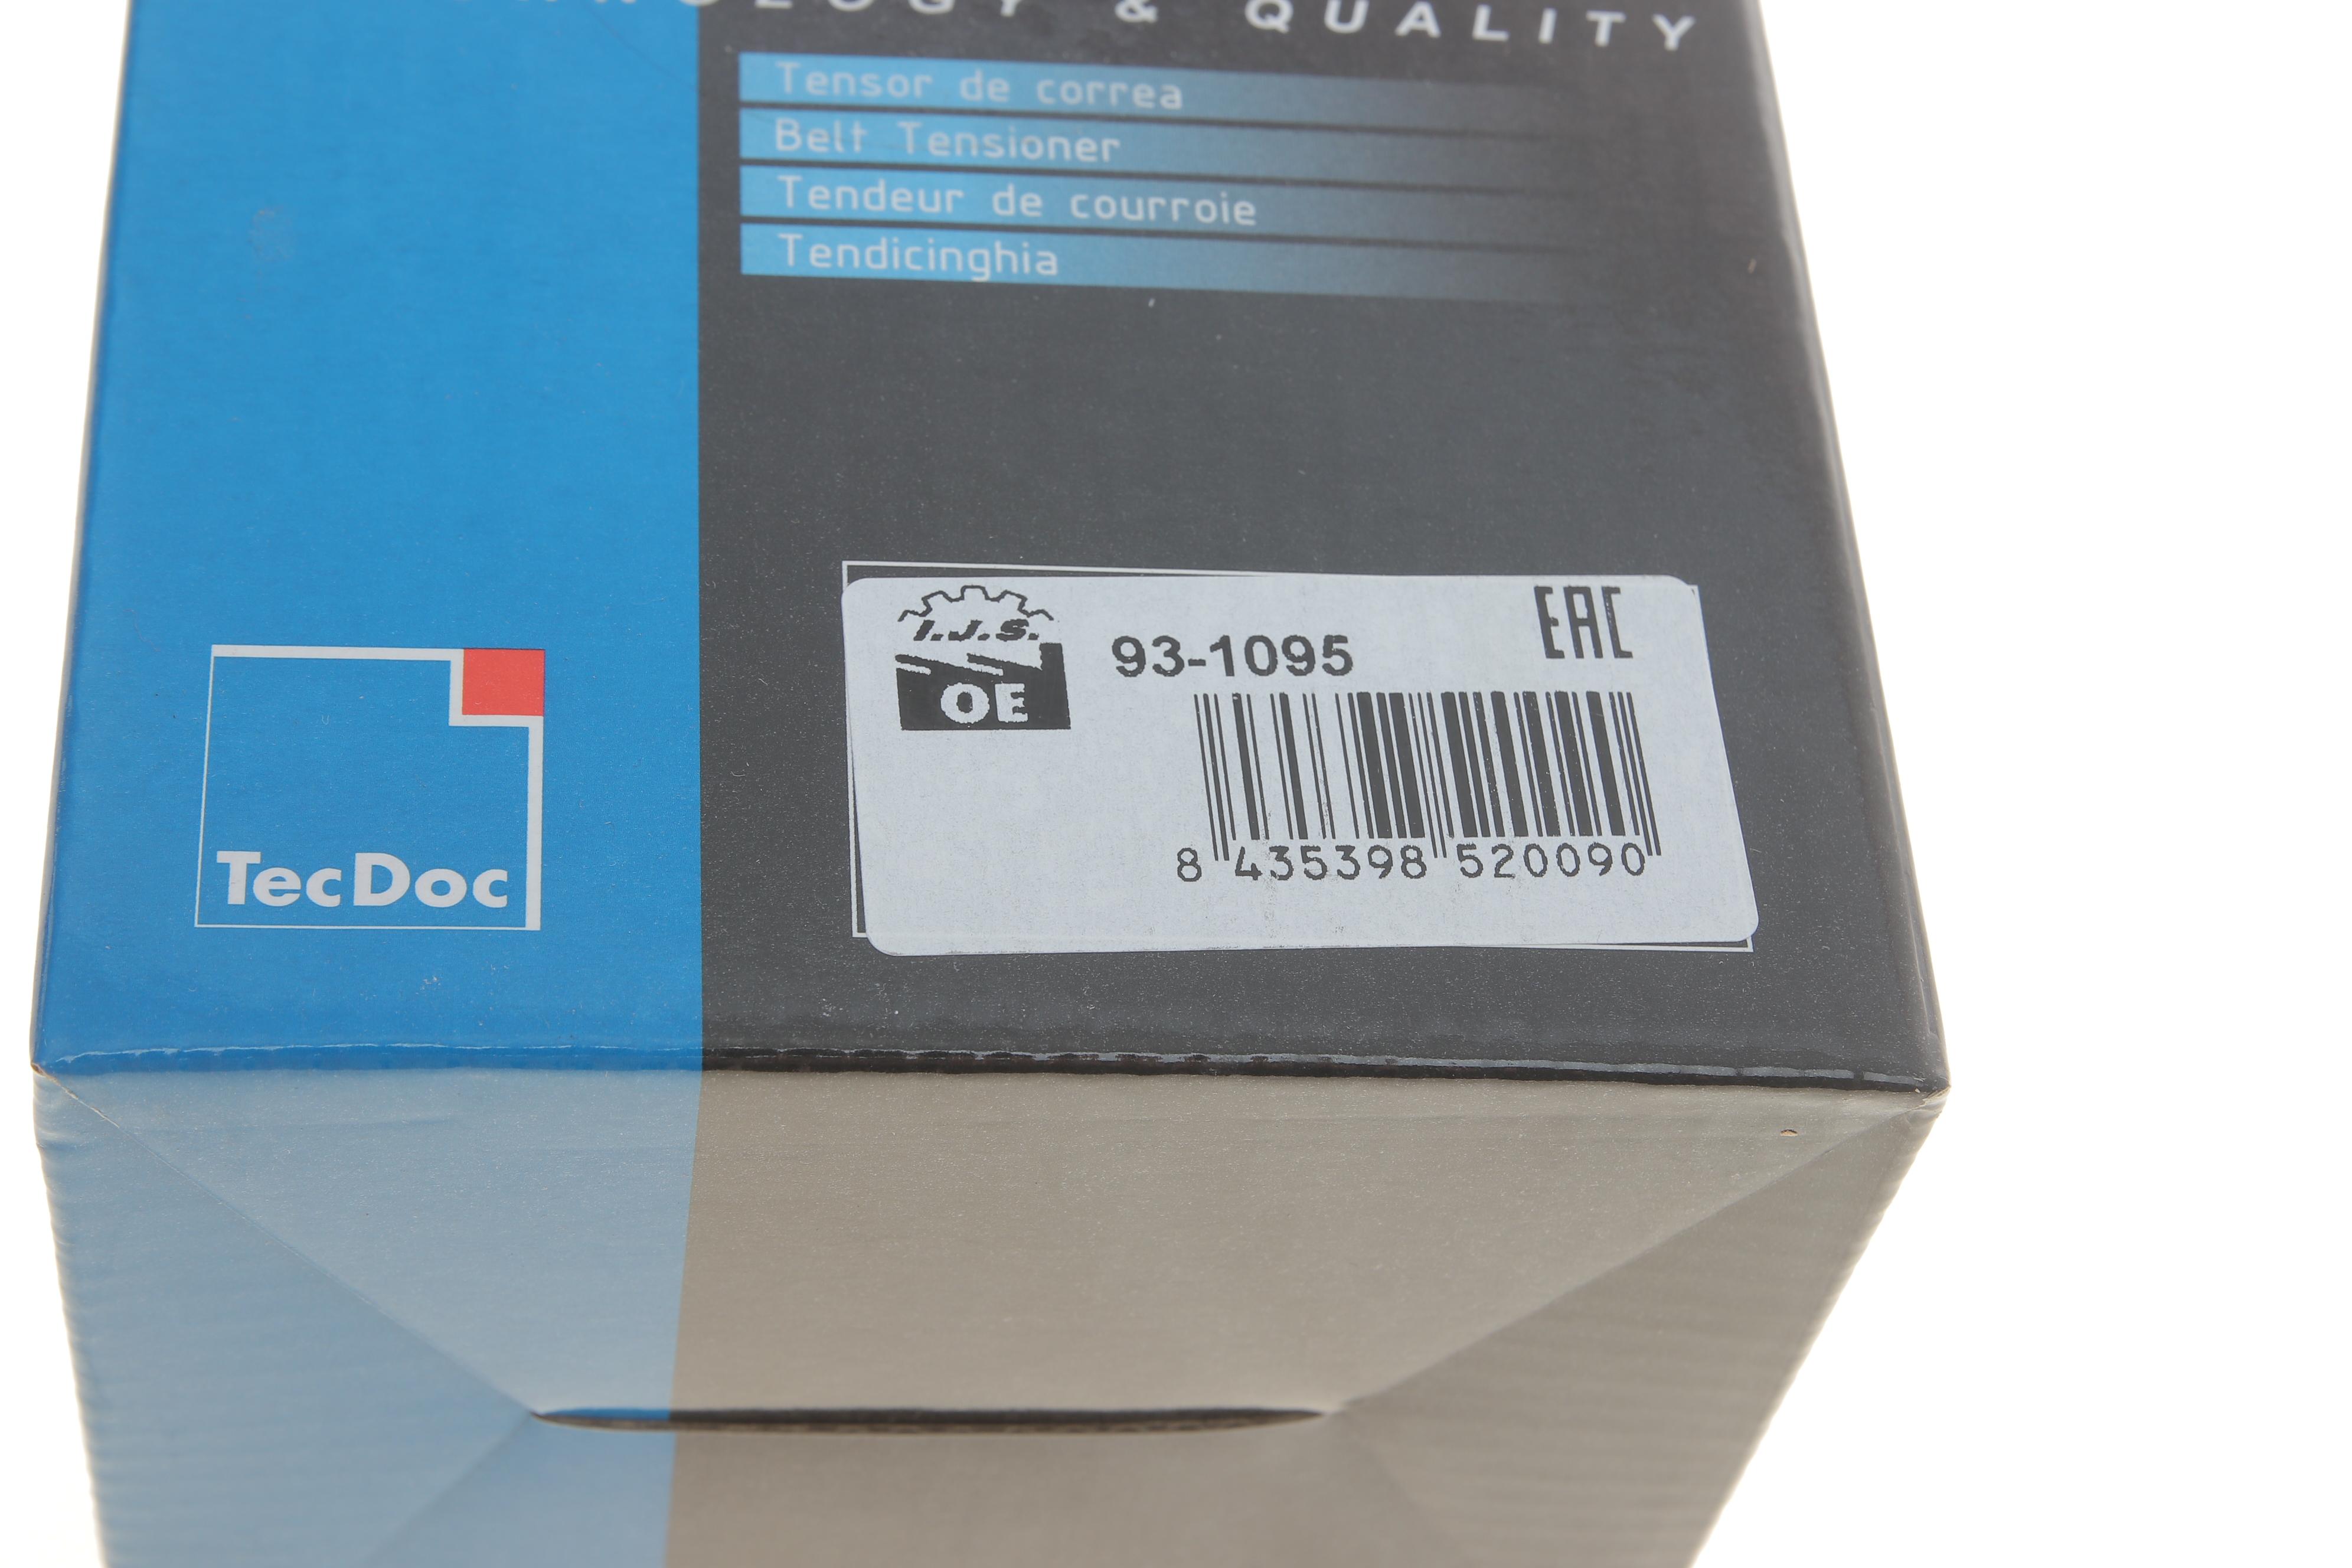 & QUALITY
Tensor de correa
Belt Tensioner
Tendeur de courroie
Tendicinghia
I.J.S.
OE
93-1095
EAC
8 435398 520090
TecDoc